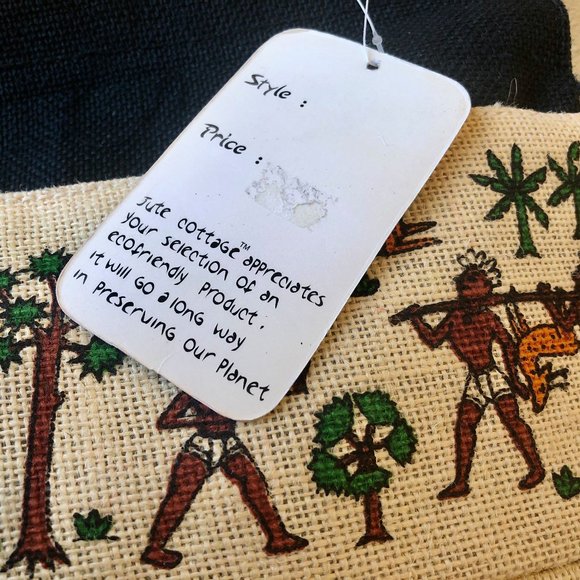 Style :
Price :
Jute cottage™ appreciates
your selection of an
ecofriendly product,
it will Go a long way
in preserving our Planet